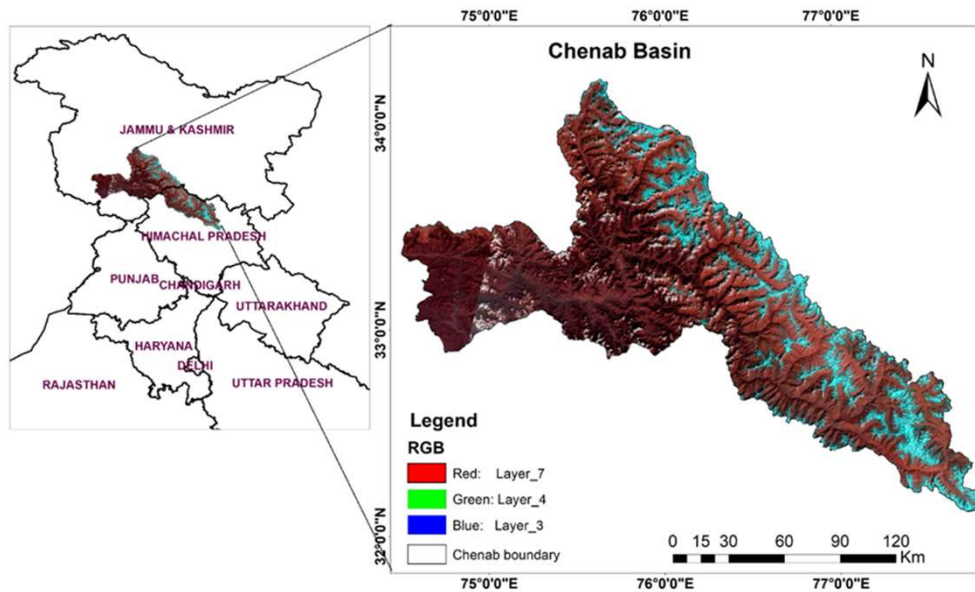 75°0'0"E 76°0'0"E 77°0'0"E
Chenab Basin
N
JAMMU & KASHMIR
HIMACHAL PRADESH
PUNJAB
CHANDIGARH
UTTARAKHAND
HARYANA
DELHI
RAJASTHAN
UTTAR PRADESH
34°0'0"N
33°0'0"N
32°0'0"N
Legend
RGB
Red: Layer_7
Green: Layer_4
Blue: Layer_3
Chenab boundary
0 15 30 60 90 120
Km
75°0'0"E 76°0'0"E 77°0'0"E